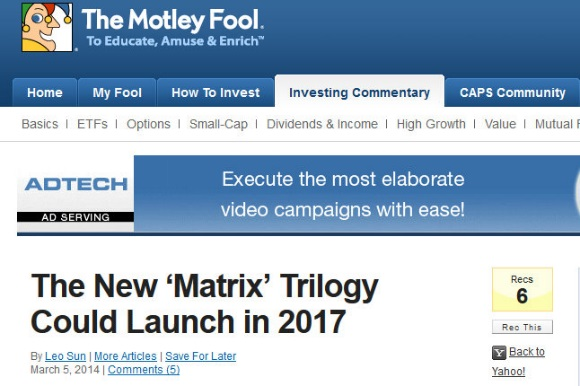 The Motley Fool.
To Educate, Amuse & Enrich™
Home My Fool How To Invest Investing Commentary CAPS Community
Basics | ETFs | Options | Small-Cap | Dividends & Income | High Growth | Value | Mutual F
ADTECH
AD SERVING
Execute the most elaborate
video campaigns with ease!
The New ‘Matrix’ Trilogy
Could Launch in 2017
By Leo Sun | More Articles | Save For Later
March 5, 2014 | Comments (5)
Recs
6
Rec This
Y Back to
Yahoo!